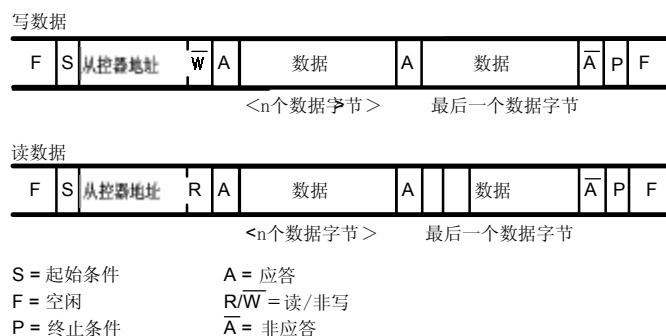 写数据
F S 从控器地址 W̅ A 数据 A 数据 A̅ P F
<n个数据字节> 最后一个数据字节
读数据
F S 从控器地址 R A 数据 A 数据 A̅ P F
<n个数据字节> 最后一个数据字节
S = 起始条件 A = 应答
F = 空闲 R/W̅ = 读/非写
P = 终止条件 A̅ = 非应答